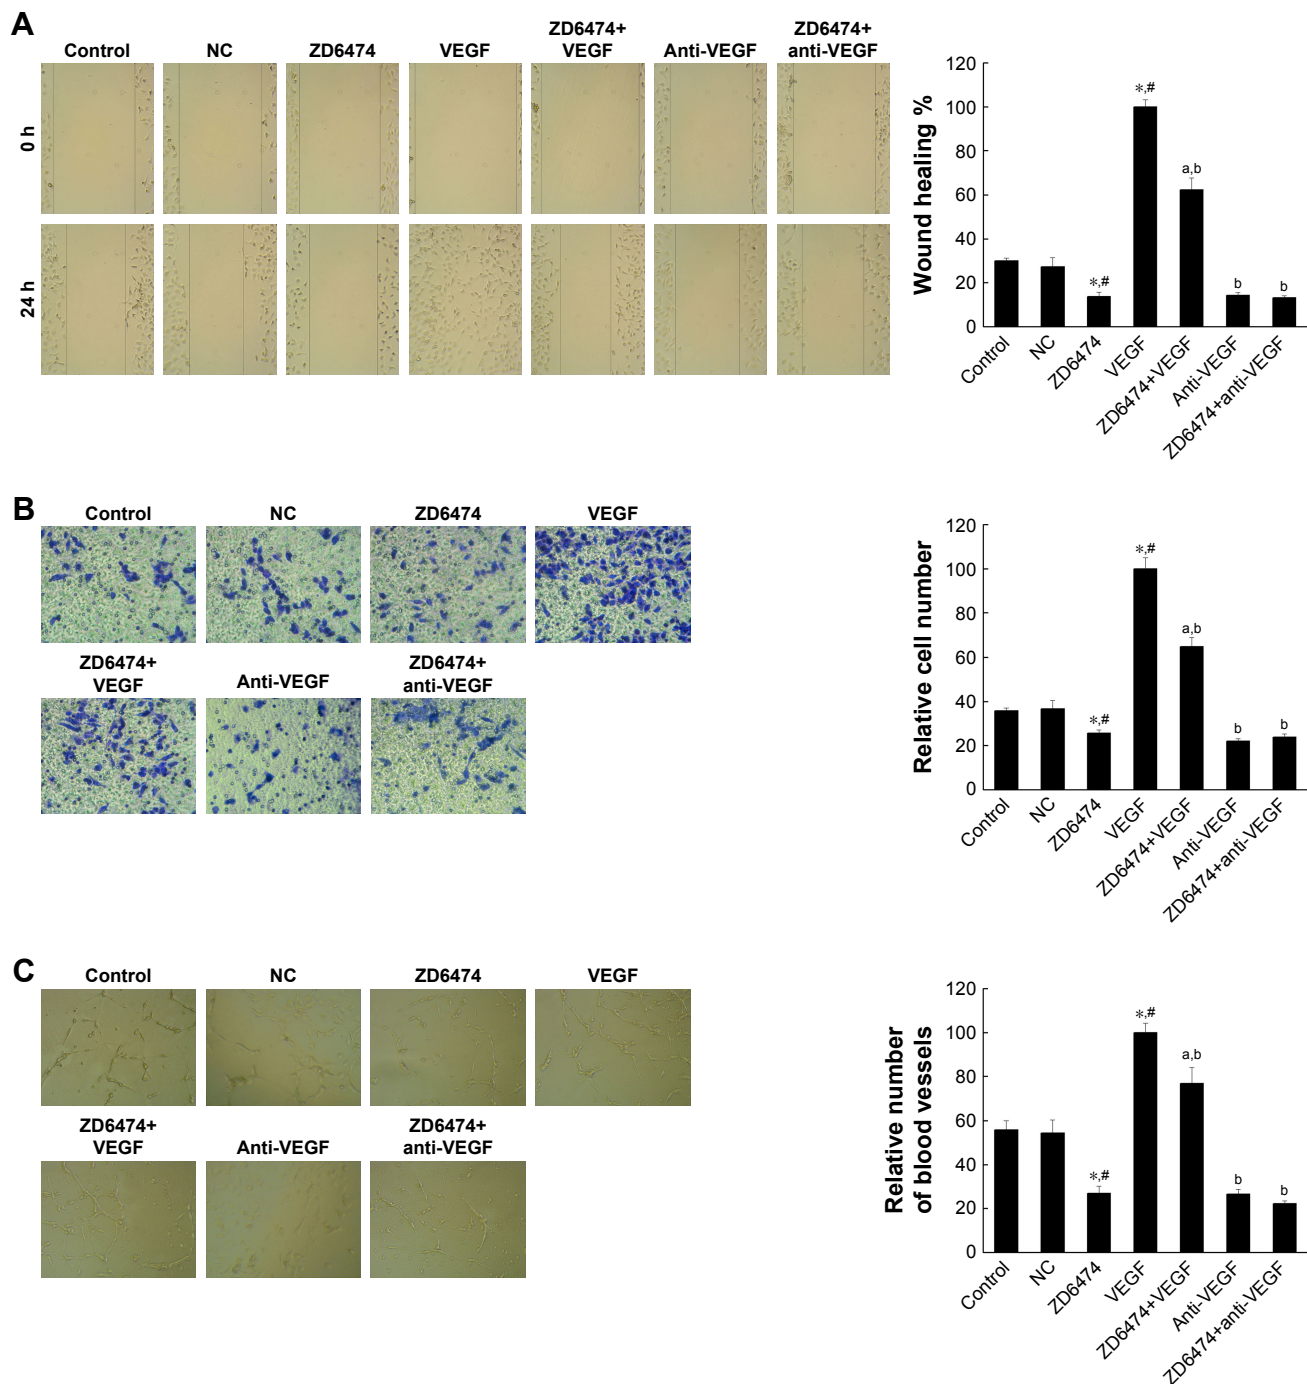 A
Control
NC
ZD6474
VEGF
ZD6474+
VEGF
Anti-VEGF
ZD6474+
anti-VEGF
0 h
24 h
Wound healing %
120
100
80
60
40
20
0
*,#
*,#
a,b
b
b
Control
NC
ZD6474
VEGF
ZD6474+VEGF
Anti-VEGF
ZD6474+anti-VEGF
B
Control
NC
ZD6474
VEGF
ZD6474+
VEGF
Anti-VEGF
ZD6474+
anti-VEGF
Relative cell number
120
100
80
60
40
20
0
*,#
*,#
a,b
b
b
Control
NC
ZD6474
VEGF
ZD6474+VEGF
Anti-VEGF
ZD6474+anti-VEGF
C
Control
NC
ZD6474
VEGF
ZD6474+
VEGF
Anti-VEGF
ZD6474+
anti-VEGF
Relative number
of blood vessels
120
100
80
60
40
20
0
*,#
*,#
a,b
b
b
Control
NC
ZD6474
VEGF
ZD6474+VEGF
Anti-VEGF
ZD6474+anti-VEGF